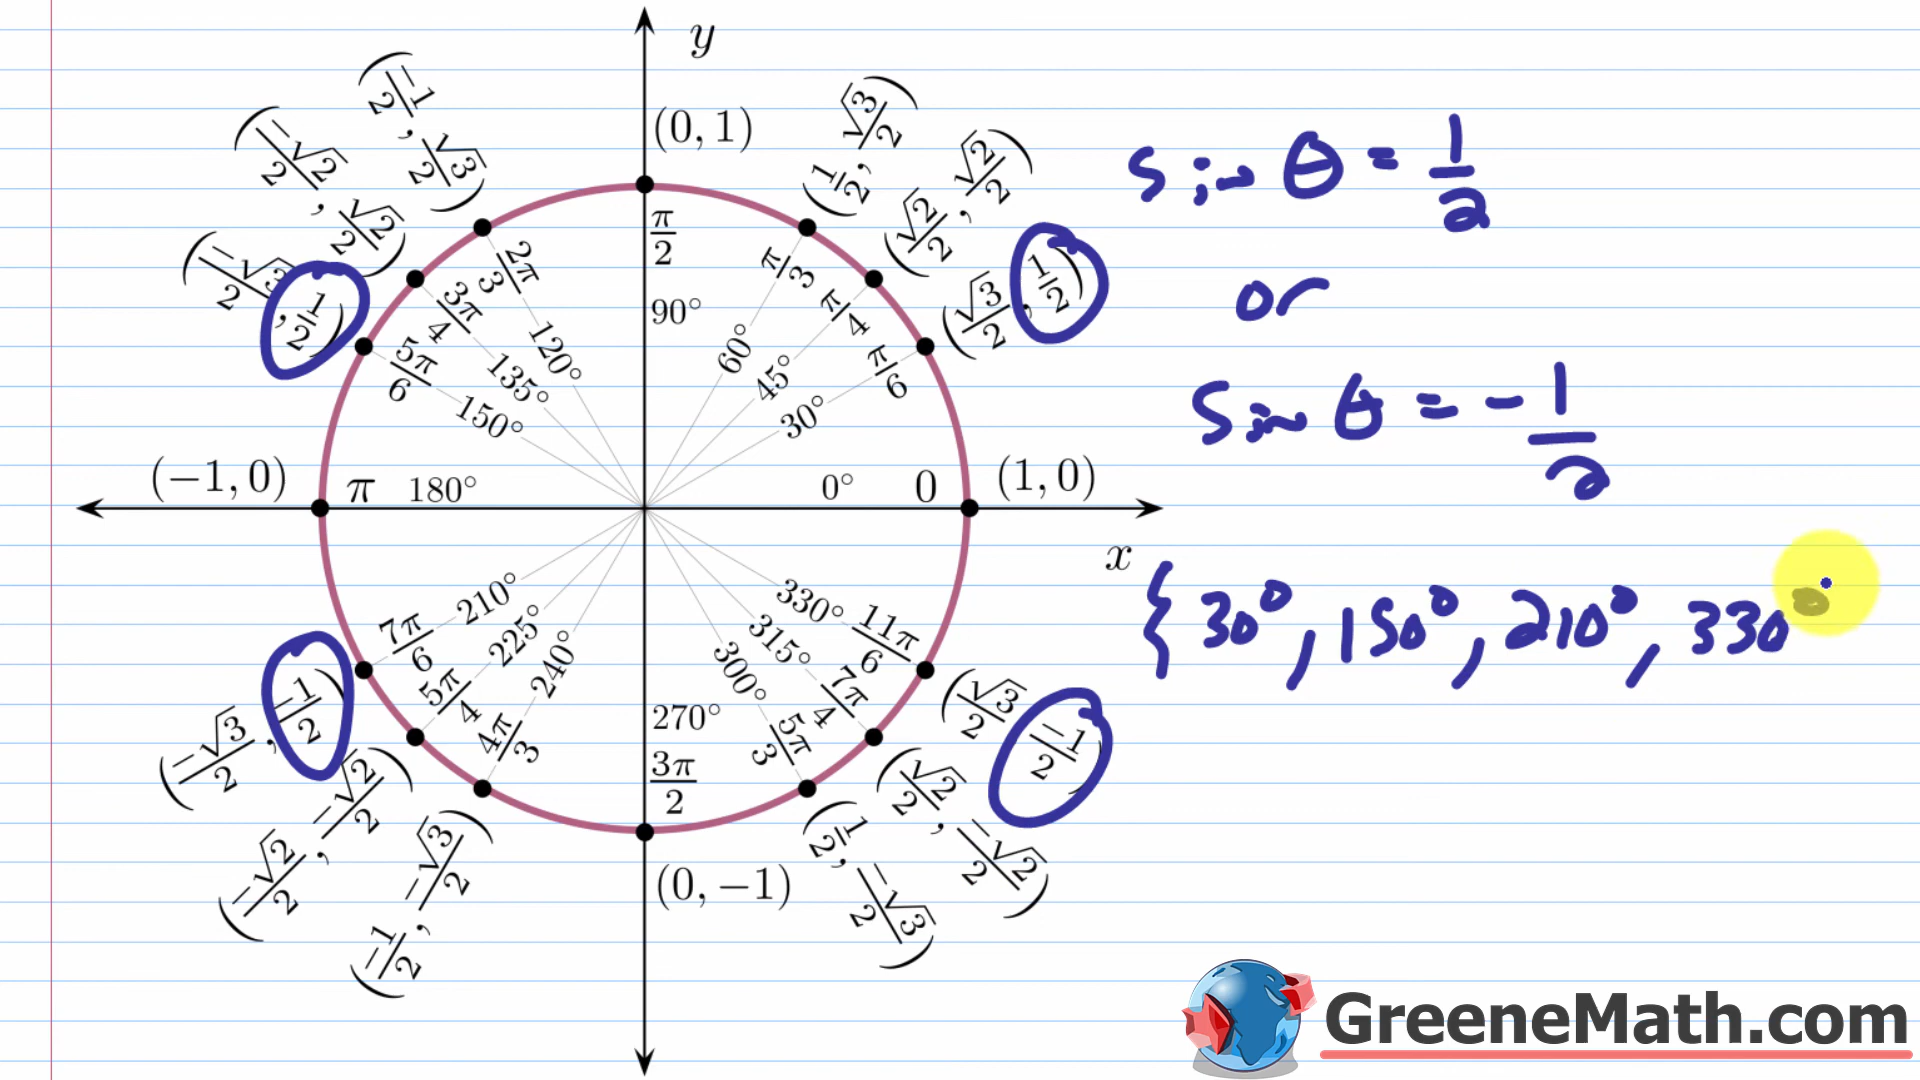 y
(0, 1)
(1/2, √3/2)
(√2/2, √2/2)
(√3/2, 1/2)
(-1/2, √3/2)
(-√2/2, √2/2)
(-√3/2, 1/2)
π/2
90°
π/3
60°
π/4
45°
π/6
30°
2π/3
120°
3π/4
135°
5π/6
150°
(-1, 0)
π 180°
0° 0
(1, 0)
x
7π/6
210°
5π/4
225°
4π/3
240°
270°
3π/2
300°
5π/3
315°
7π/4
330°
11π/6
(-√3/2, -1/2)
(-√2/2, -√2/2)
(-1/2, -√3/2)
(0, -1)
(1/2, -√3/2)
(√2/2, -√2/2)
(√3/2, -1/2)
sin θ = 1/2
or
sin θ = -1/2
{30°, 150°, 210°, 330°
GreeneMath.com